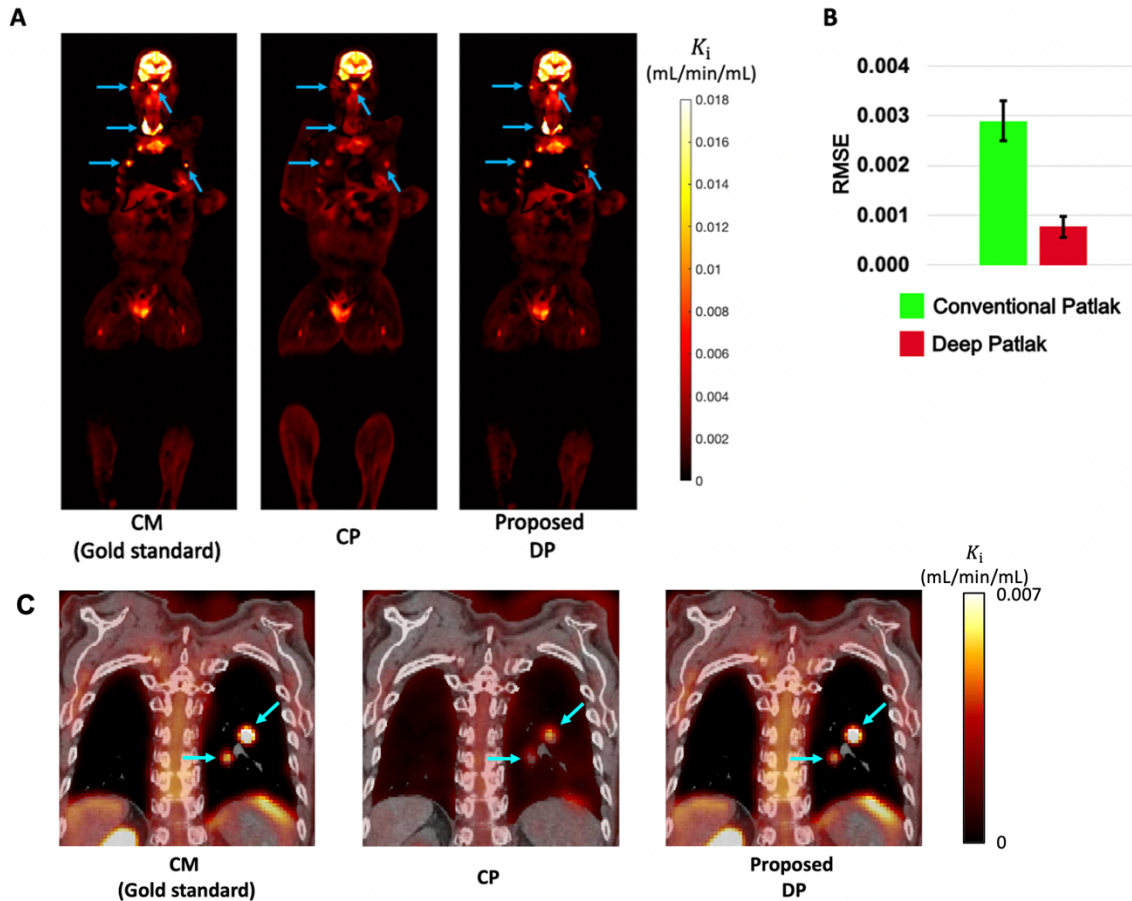 A
B
K_i
(mL/min/mL)
0.018
0.016
0.014
0.012
0.01
0.008
0.006
0.004
0.002
0
CM
(Gold standard)
CP
Proposed
DP
RMSE
0.004
0.003
0.002
0.001
0.000
Conventional Patlak
Deep Patlak
C
K_i
(mL/min/mL)
0.007
0
CM
(Gold standard)
CP
Proposed
DP